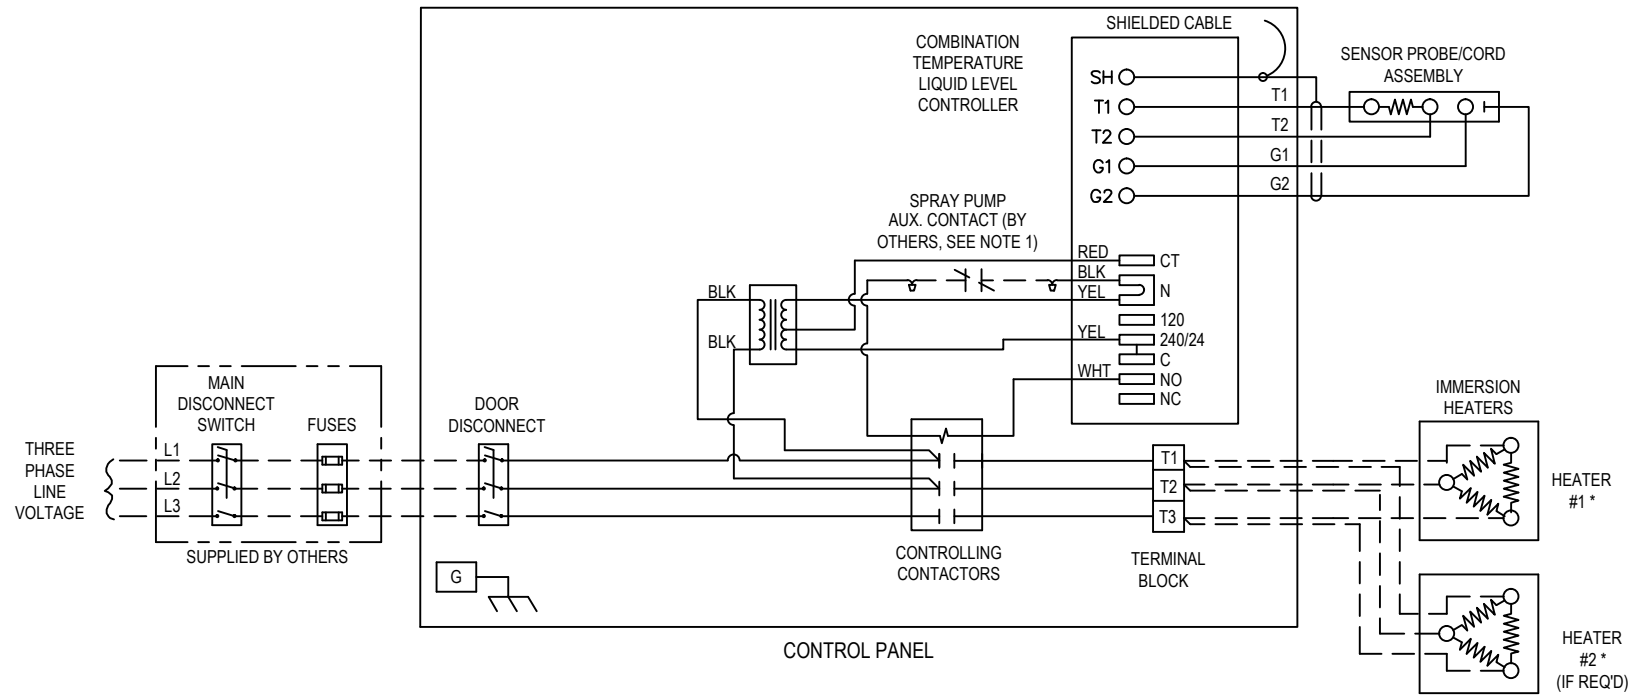 SHIELDED CABLE
COMBINATION
TEMPERATURE
LIQUID LEVEL
CONTROLLER
SENSOR PROBE/CORD
ASSEMBLY
SH
T1
T2
G1
G2
T1
T2
G1
G2
SPRAY PUMP
AUX. CONTACT (BY
OTHERS, SEE NOTE 1)
RED
BLK
YEL
YEL
WHT
CT
N
120
240/24
C
NO
NC
BLK
BLK
MAIN
DISCONNECT
SWITCH
FUSES
DOOR
DISCONNECT
THREE
PHASE
LINE
VOLTAGE
L1
L2
L3
SUPPLIED BY OTHERS
G
CONTROLLING
CONTACTORS
T1
T2
T3
TERMINAL
BLOCK
IMMERSION
HEATERS
HEATER
#1 *
HEATER
#2 *
(IF REQ'D)
CONTROL PANEL